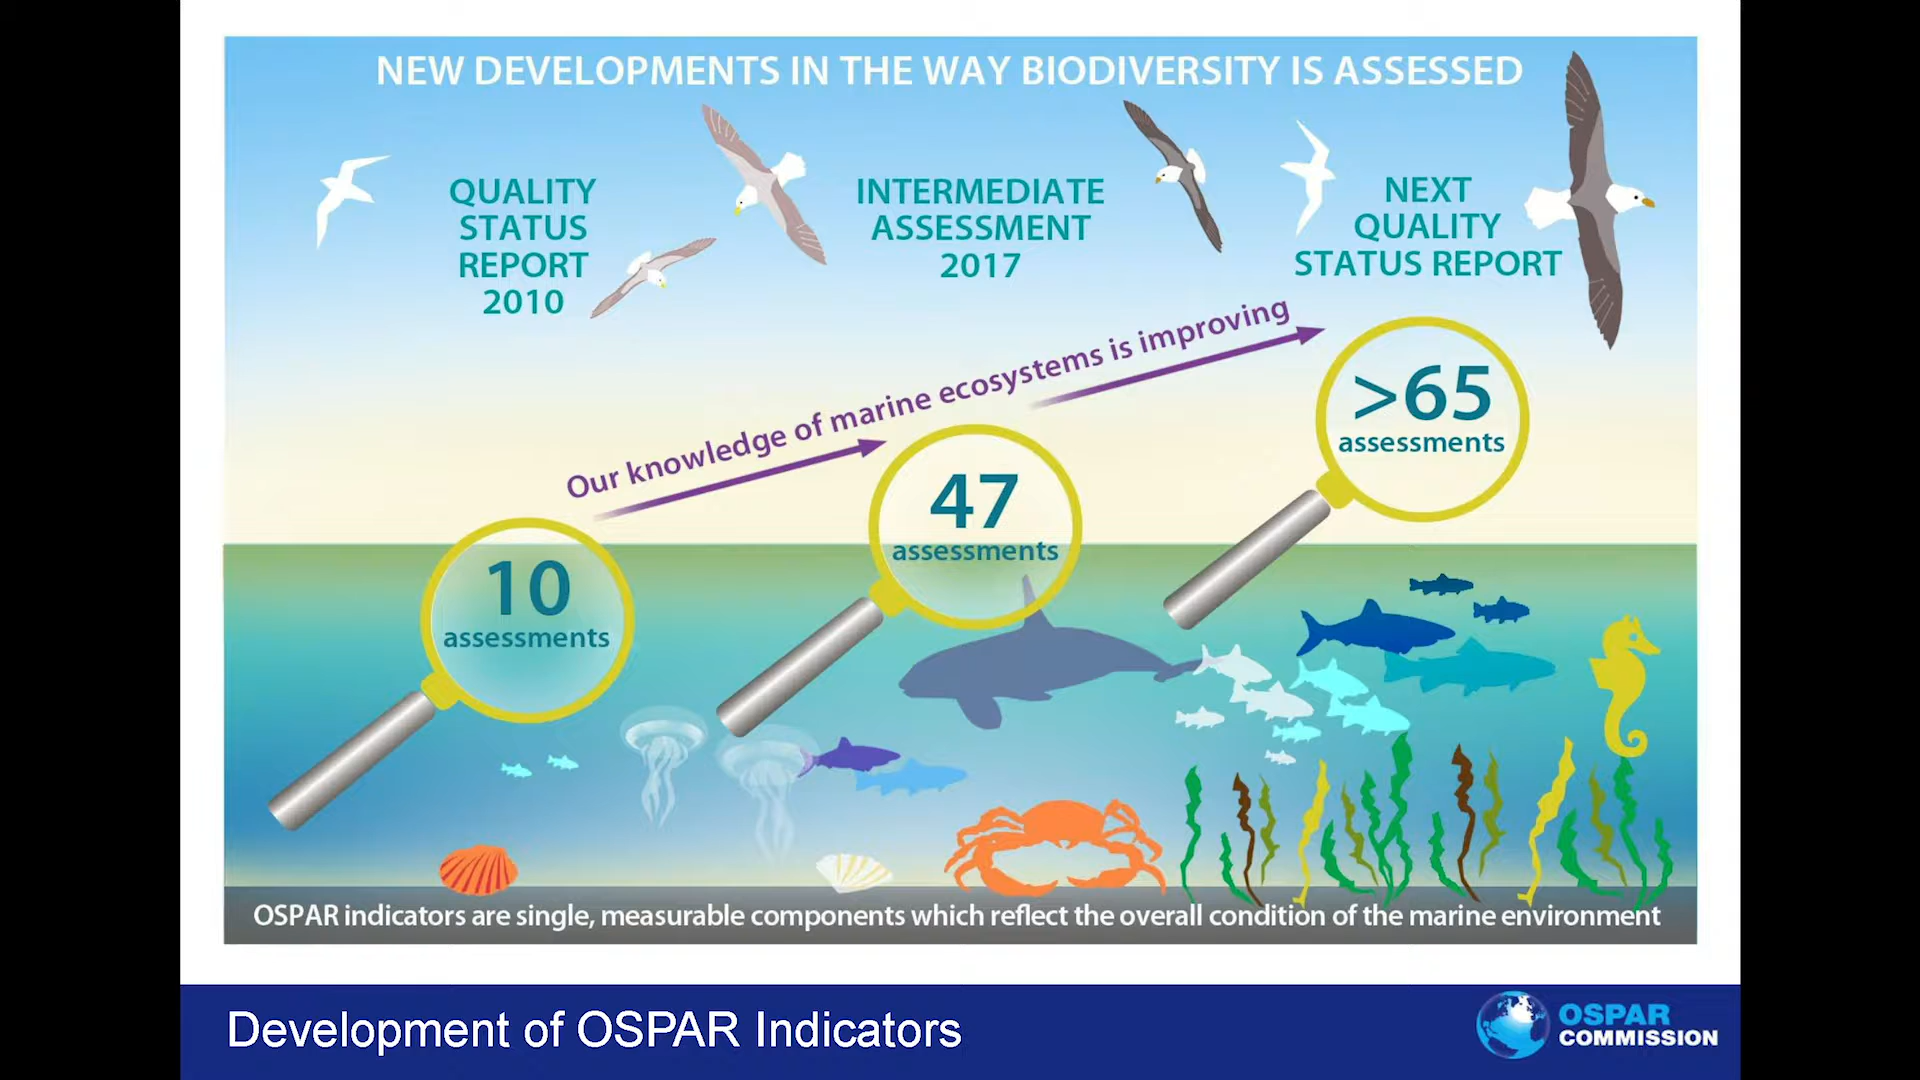 NEW DEVELOPMENTS IN THE WAY BIODIVERSITY IS ASSESSED
QUALITY
STATUS
REPORT
2010
INTERMEDIATE
ASSESSMENT
2017
NEXT
QUALITY
STATUS REPORT
Our knowledge of marine ecosystems is improving
10
assessments
47
assessments
>65
assessments
OSPAR indicators are single, measurable components which reflect the overall condition of the marine environment
Development of OSPAR Indicators
OSPAR
COMMISSION